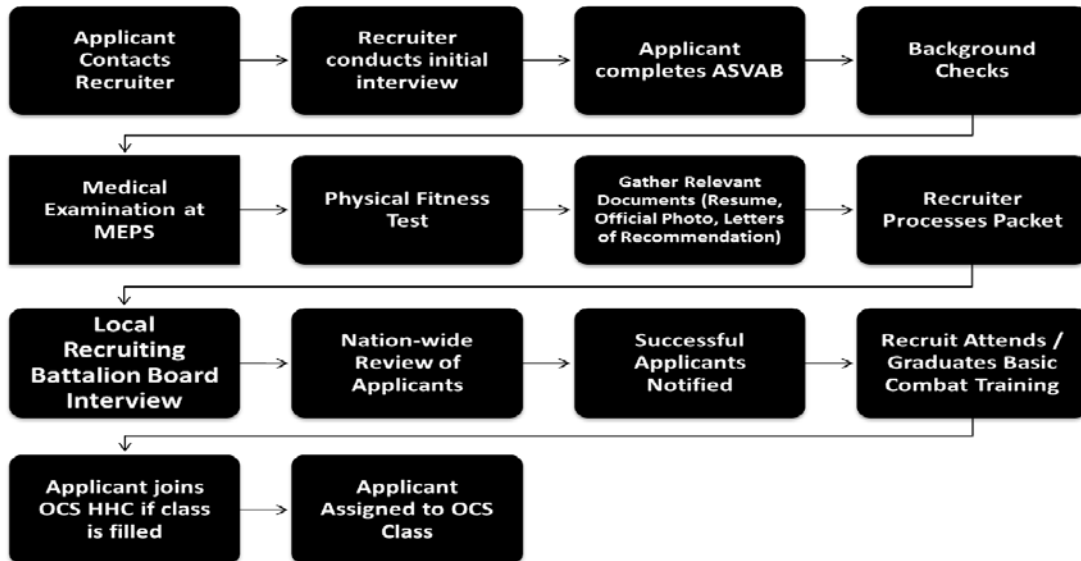 Applicant
Contacts
Recruiter
Recruiter
conducts initial
interview
Applicant
completes ASVAB
Background
Checks
Medical
Examination at
MEPS
Physical Fitness
Test
Gather Relevant
Documents (Resume,
Official Photo, Letters
of Recommendation)
Recruiter
Processes Packet
Local
Recruiting
Battalion Board
Interview
Nation-wide
Review of
Applicants
Successful
Applicants
Notified
Recruit Attends /
Graduates Basic
Combat Training
Applicant joins
OCS HHC if class
is filled
Applicant
Assigned to OCS
Class